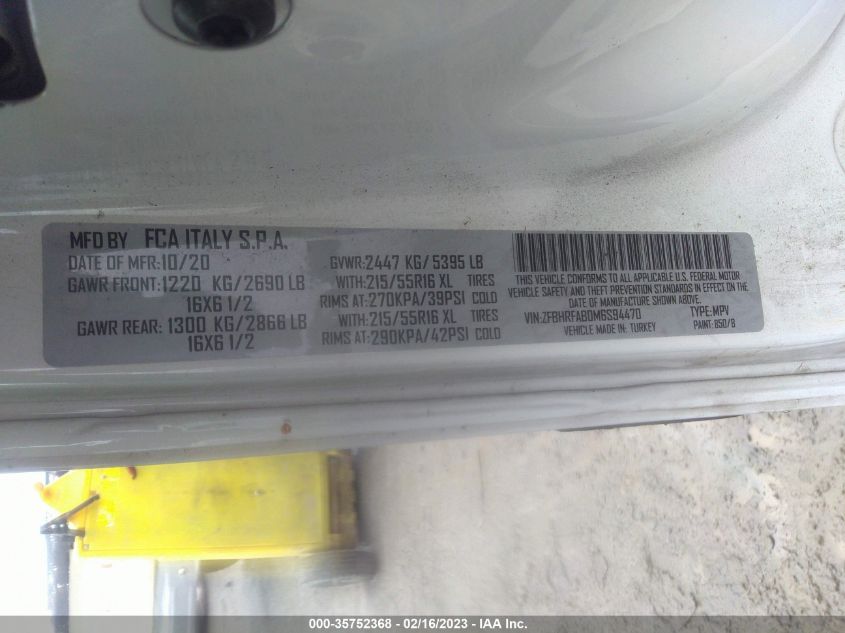 MFD BY FCA ITALY S.P.A.
DATE OF MFR:10/20 GVWR:2447 KG/5395 LB
GAWR FRONT:1220 KG/2690 LB WITH:215/55R16 XL TIRES
16X6 1/2 RIMS AT:270KPA/39PSI COLD
GAWR REAR:1300 KG/2866 LB WITH:215/55R16 XL TIRES
16X6 1/2 RIMS AT:290KPA/42PSI COLD
THIS VEHICLE CONFORMS TO ALL APPLICABLE U.S. FEDERAL MOTOR
VEHICLE SAFETY AND THEFT PREVENTION STANDARDS IN EFFECT ON THE
DATE OF MANUFACTURE SHOWN ABOVE.
VIN:ZFBHRFAB0M6S94470 TYPE:MPV
MADE IN: TURKEY PAINT: 850/B
000-35752368 - 02/16/2023 - IAA Inc.